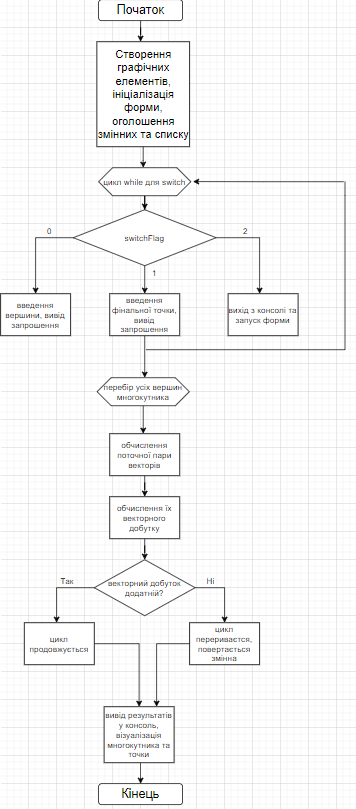 Початок
Створення
графічних
елементів,
ініціалізація
форми,
оголошення
змінних та списку
цикл while для switch
switchFlag
0
2
1
введення
вершини, вивід
запрошення
введення
фінальної точки,
вивід
запрошення
вихід з консолі та
запуск форми
перебір усіх вершин
многокутника
обчислення
поточної пари
векторів
обчислення їх
векторного
добутку
векторний добуток
додатній?
Так
Ні
цикл
продовжується
цикл
переривається,
повертається
змінна
вивід результатів
у консоль,
візуалізація
многокутника та
точки
Кінець